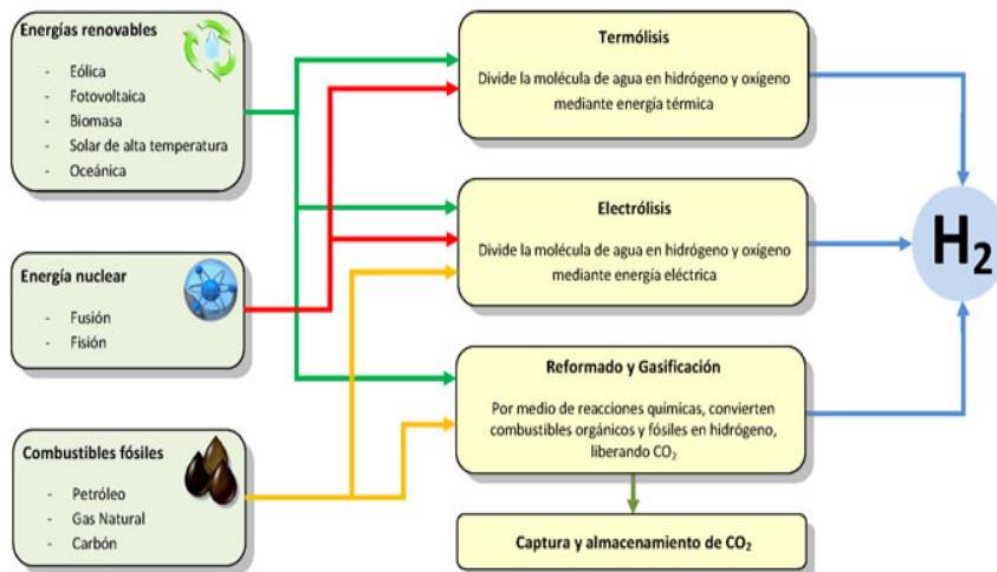 Energías renovables
- Eólica
- Fotovoltaica
- Biomasa
- Solar de alta temperatura
- Oceánica
Energía nuclear
- Fusión
- Fisión
Combustibles fósiles
- Petróleo
- Gas Natural
- Carbón
Termólisis
Divide la molécula de agua en hidrógeno y oxígeno
mediante energía térmica
Electrólisis
Divide la molécula de agua en hidrógeno y oxígeno
mediante energía eléctrica
Reformado y Gasificación
Por medio de reacciones químicas, convierten
combustibles orgánicos y fósiles en hidrógeno,
liberando CO₂
Captura y almacenamiento de CO₂
H₂